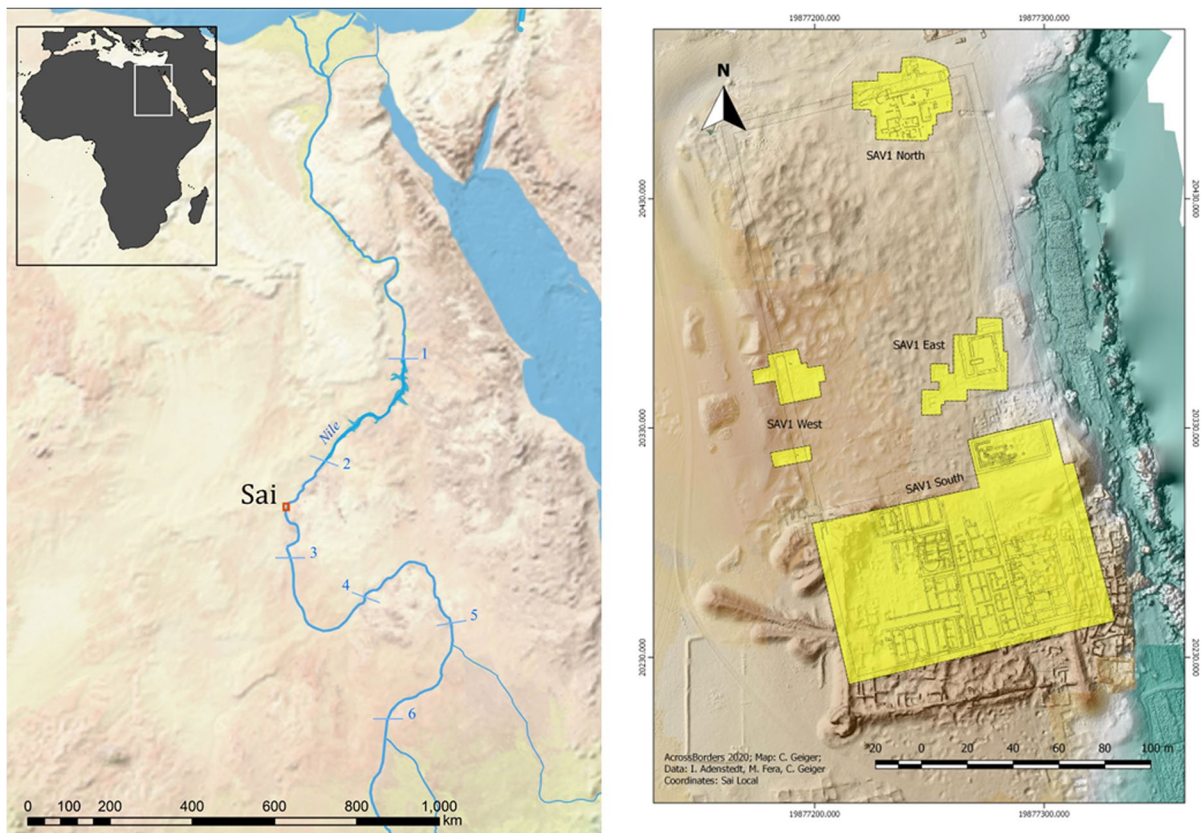 1
Nile
2
Sai
3
4
5
6
0 100 200 400 600 800 1,000
km
19877200.000 19877300.000
N
SAV1 North
20430.000 20430.000
SAV1 East
SAV1 West
20330.000 20330.000
SAV1 South
20230.000 20230.000
AcrossBorders 2020; Map: C. Geiger;
Data: I. Adenstedt, M. Fera, C. Geiger
Coordinates: Sai Local
20 0 20 40 60 80 100 m
19877200.000 19877300.000